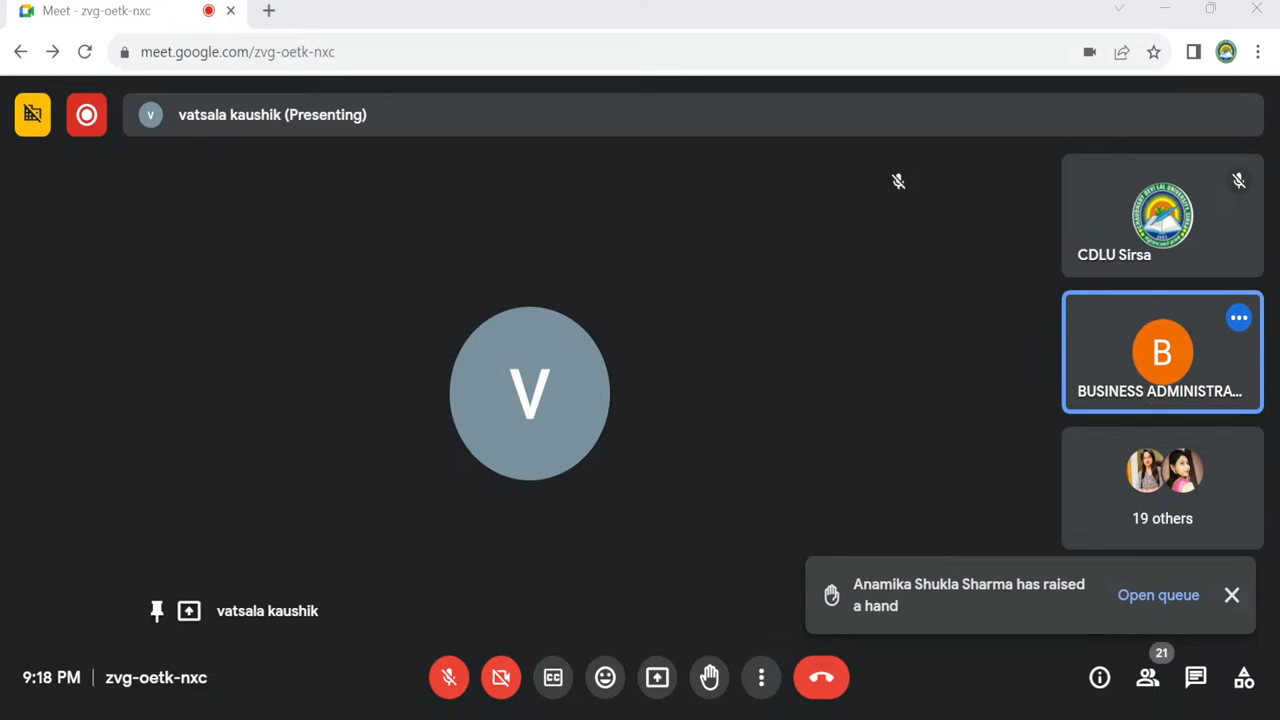 Meet - zvg-oetk-nxc
meet.google.com/zvg-oetk-nxc
V
vatsala kaushik (Presenting)
CDLU Sirsa
V
B
BUSINESS ADMINISTRA...
19 others
Anamika Shukla Sharma has raised
a hand
Open queue
vatsala kaushik
9:18 PM
zvg-oetk-nxc
CC
21